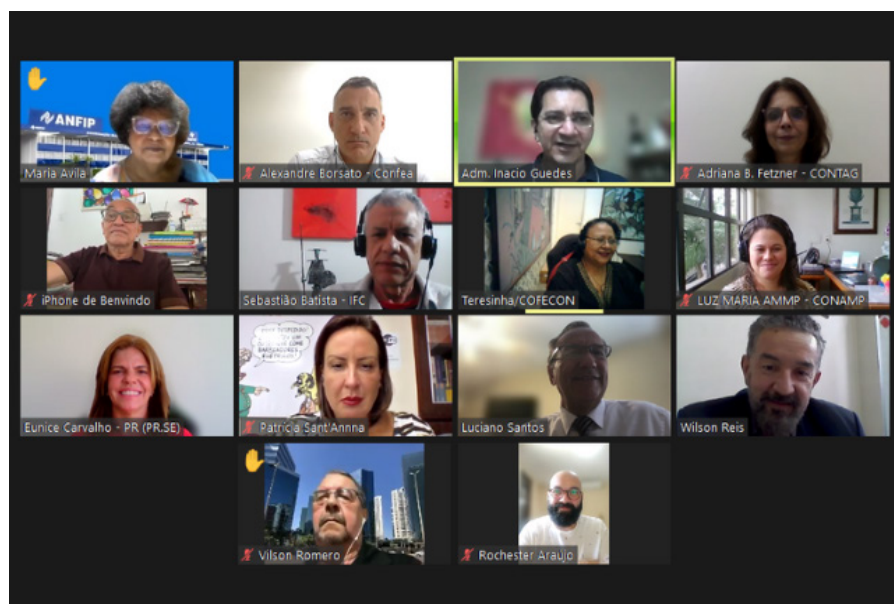 ANFIP
Maria Avila
Alexandre Borsato - Confea
Adm. Inacio Guedes
Adriana B. Fetzner - CONTAG
iPhone de Benvindo
Sebastião Batista - IFC
Teresinha/COFECON
LUZ MARIA AMMP - CONAMP
Eunice Carvalho - PR (PR.SE)
Patricia Sant'Annna
Luciano Santos
Wilson Reis
Vilson Romero
Rochester Araújo